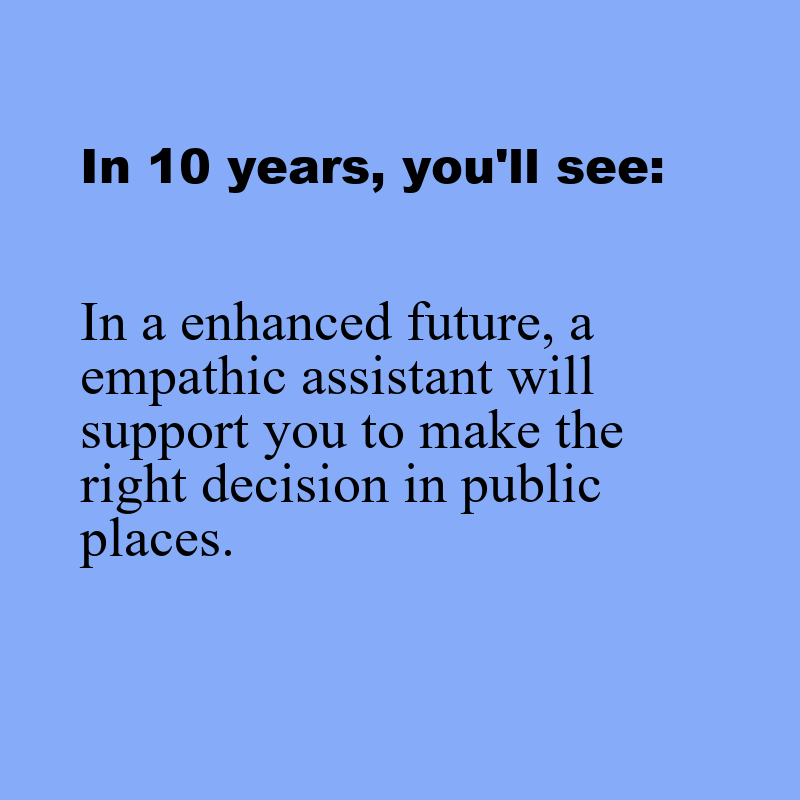 In 10 years, you'll see:
In a enhanced future, a
empathic assistant will
support you to make the
right decision in public
places.